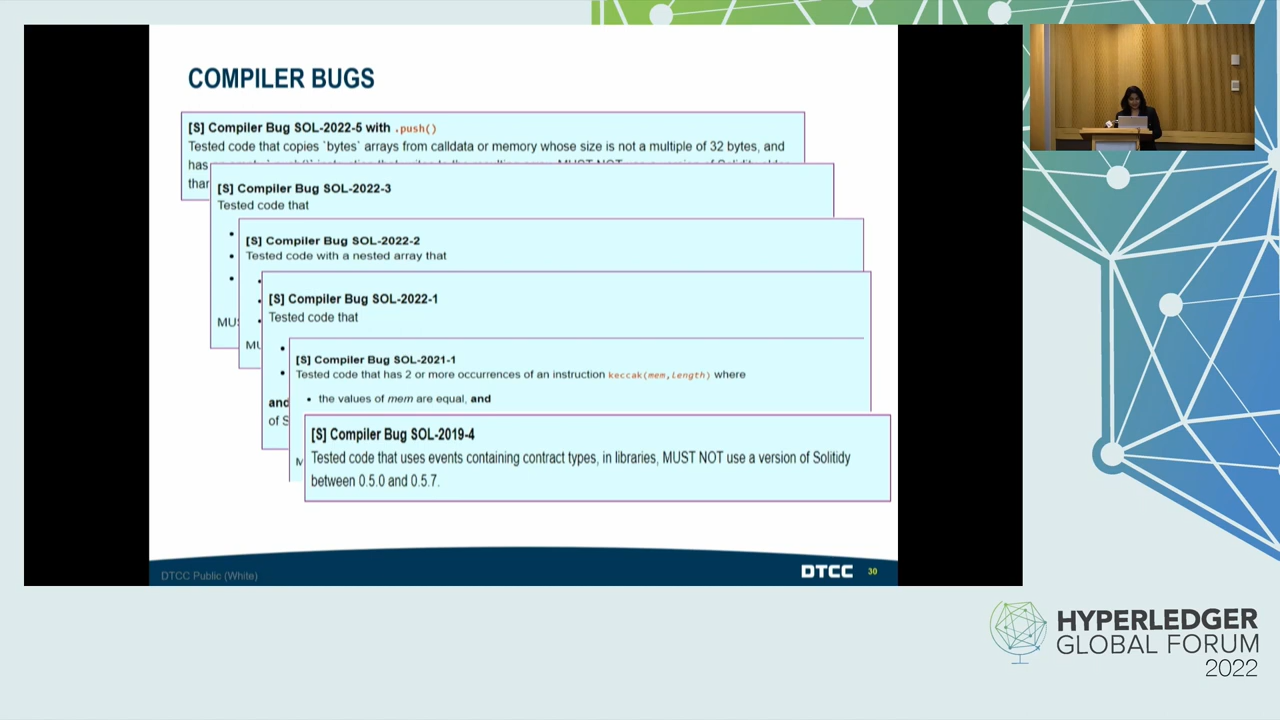 COMPILER BUGS
[S] Compiler Bug SOL-2022-5 with .push()
Tested code that copies `bytes` arrays from calldata or memory whose size is not a multiple of 32 bytes, and
has
MUST NOT
[S] Compiler Bug SOL-2022-3
Tested code that
[S] Compiler Bug SOL-2022-2
Tested code with a nested array that
[S] Compiler Bug SOL-2022-1
Tested code that
[S] Compiler Bug SOL-2021-1
Tested code that has 2 or more occurrences of an instruction keccak(mem,length) where
• the values of mem are equal, and
and
of S
[S] Compiler Bug SOL-2019-4
Tested code that uses events containing contract types, in libraries, MUST NOT use a version of Solitidy
between 0.5.0 and 0.5.7.
DTCC Public (White)
DTCC 30
HYPERLEDGER
GLOBAL FORUM
2022